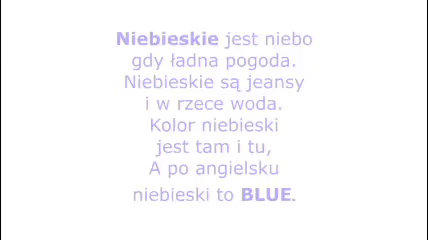 Niebieskie jest niebo
gdy ładna pogoda.
Niebieskie są jeansy
i w rzece woda.
Kolor niebieski
jest tam i tu,
A po angielsku
niebieski to BLUE.